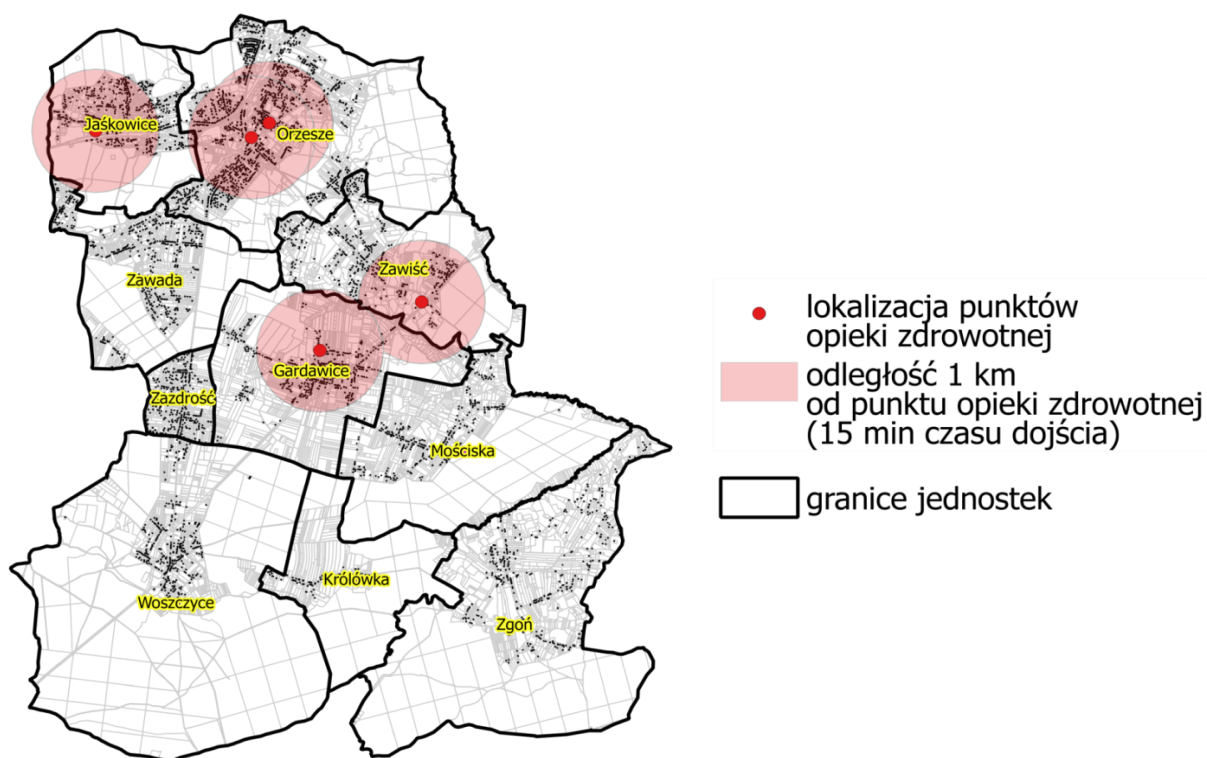 Jaśkowice
Orzesze
Zawada
Zawiść
Gardawice
Zazdrość
Mościska
Królówka
Woszczyce
Zgoń
lokalizacja punktów
opieki zdrowotnej
odległość 1 km
od punktu opieki zdrowotnej
(15 min czasu dojścia)
granice jednostek